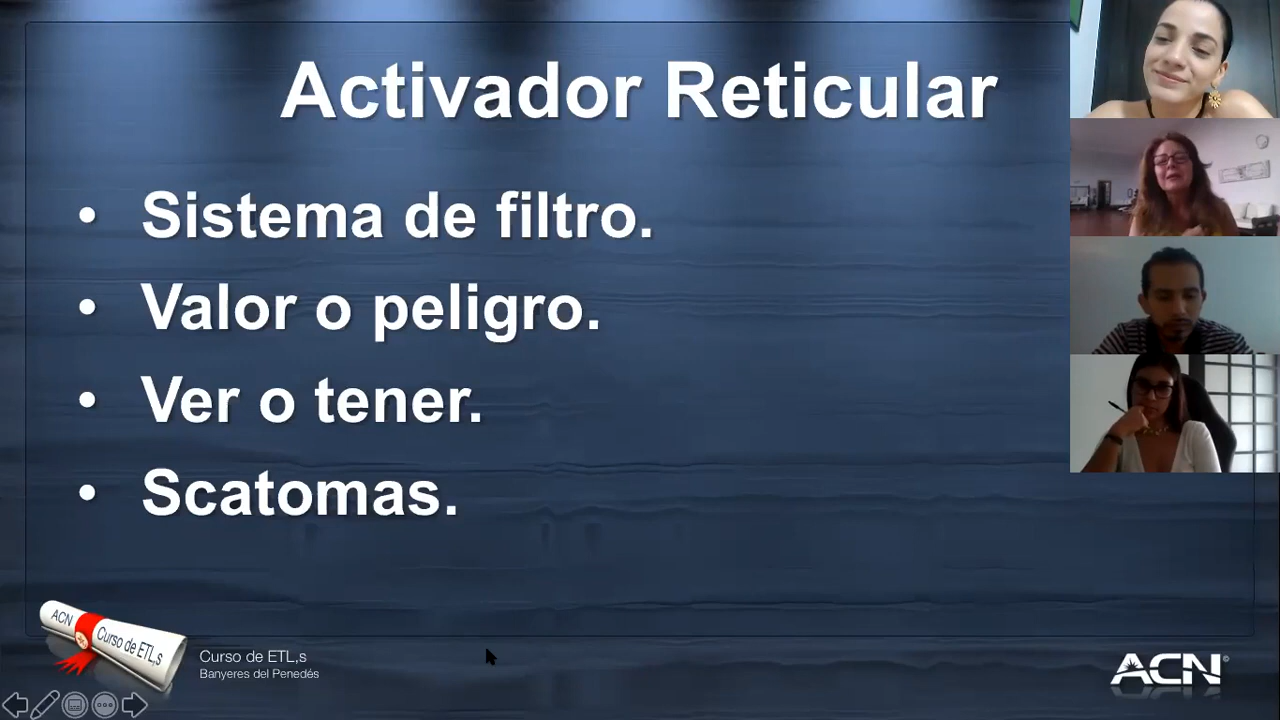 Activador Reticular
• Sistema de filtro.
• Valor o peligro.
• Ver o tener.
• Scatomas.
ACN
Curso de ETL,s
Curso de ETL,s
Banyeres del Penedás
ACN©